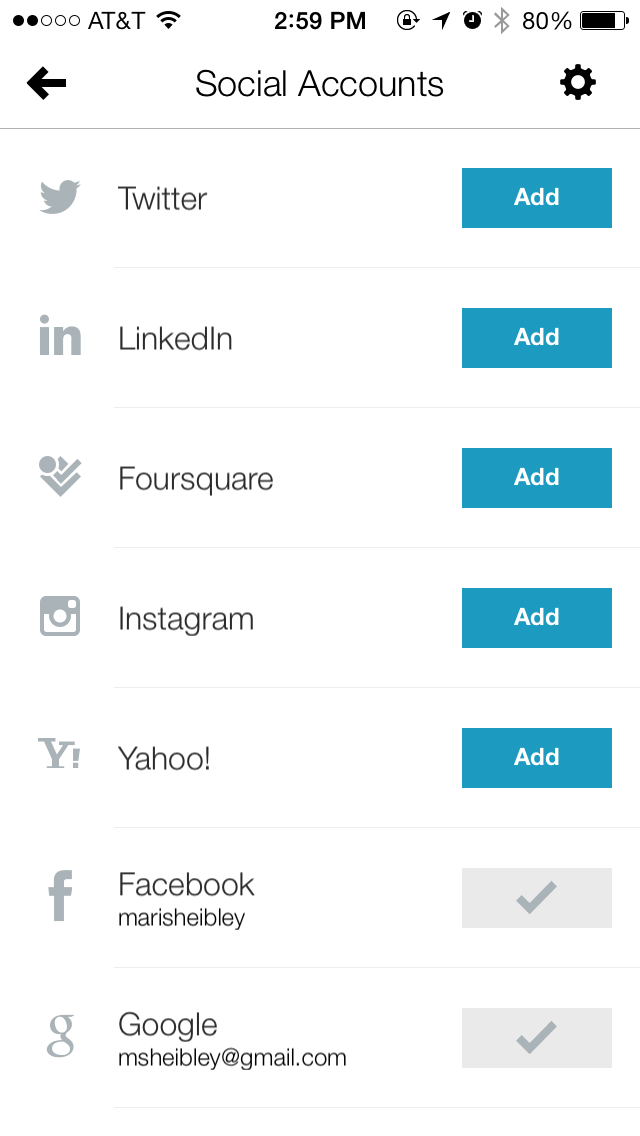 AT&T 2:59 PM 80%
Social Accounts
Twitter Add
in LinkedIn Add
Foursquare Add
Instagram Add
Y! Yahoo! Add
f Facebook
marisheibley
g Google
msheibley@gmail.com